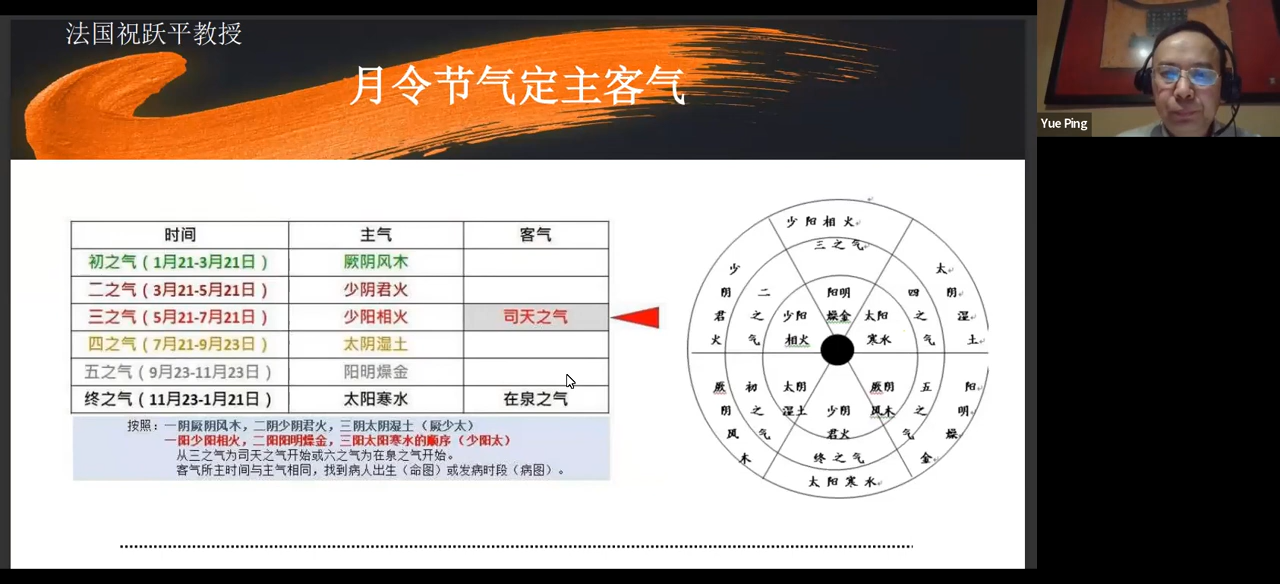 法国祝跃平教授
月令节气定主客气
Yue Ping
时间 主气 客气
初之气（1月21-3月21日） 厥阴风木
二之气（3月21-5月21日） 少阴君火
三之气（5月21-7月21日） 少阳相火 司天之气
四之气（7月21-9月23日） 太阴湿土
五之气（9月23-11月23日） 阳明燥金
终之气（11月23-1月21日） 太阳寒水 在泉之气
按照：一阴厥阴风木，二阴少阴君火，三阴太阴湿土（厥少太）
一阳少阳相火，二阳阳明燥金，三阳太阳寒水的顺序（少阳太）
从三之气为司天之气开始或六之气为在泉之气开始。
客气所主时间与主气相同，找到病人出生（命图）或发病时段（病图）。
少阳相火
三之气
阳明
燥金
太阴湿土
四之气
太阳
寒水
阳明燥金
五之气
厥阴
风木
太阳寒水
终之气
少阴
君火
厥阴风木
初之气
太阴
湿土
少阴君火
二之气
少阳
相火